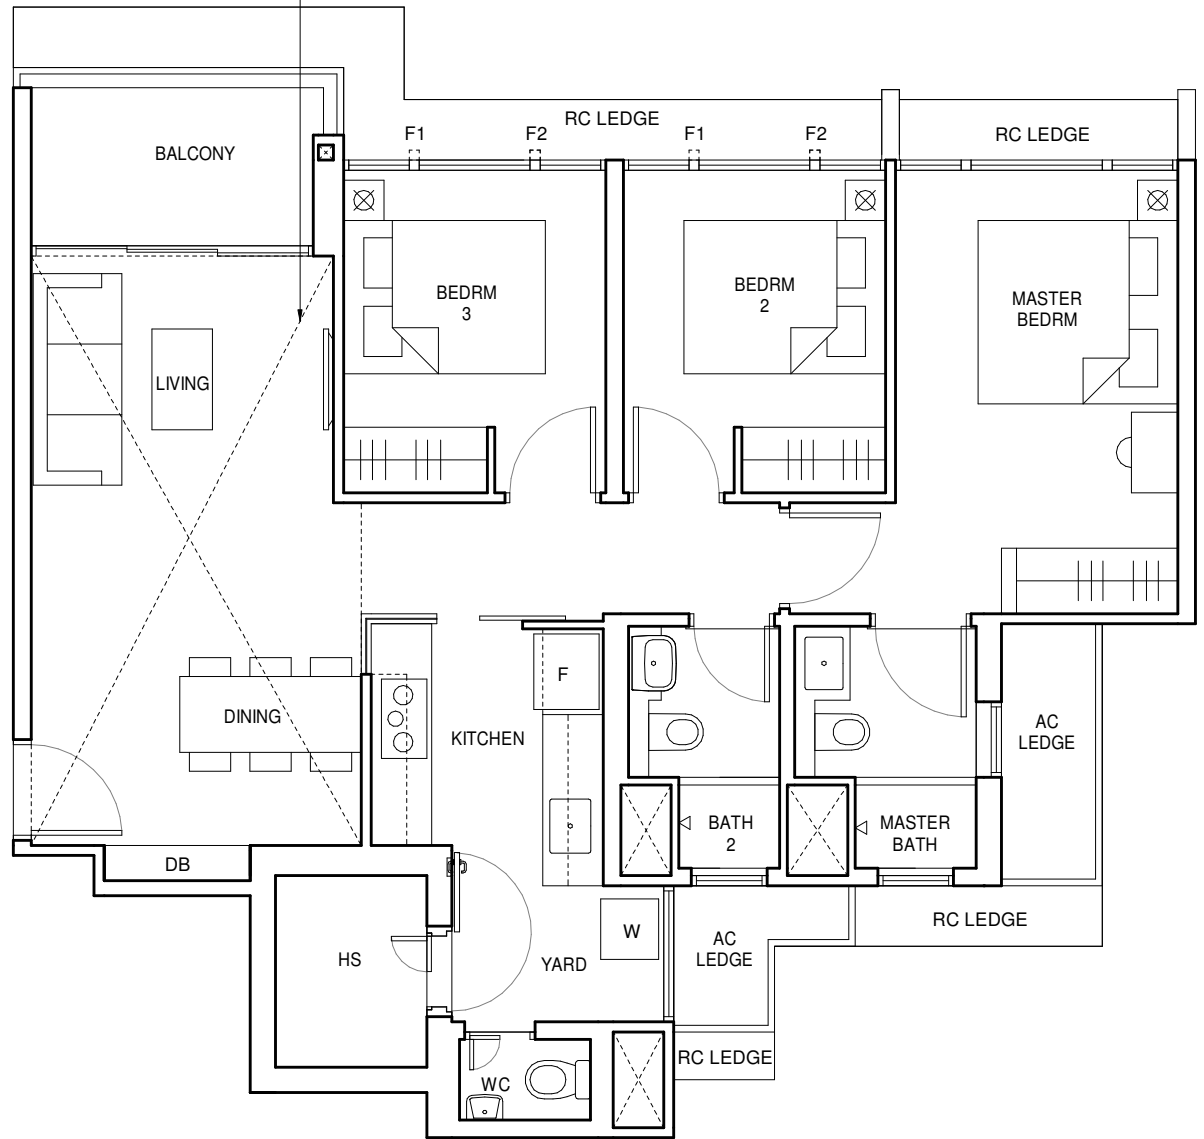 RC LEDGE
F1
F2
F1
F2
RC LEDGE
BALCONY
BEDRM
3
BEDRM
2
MASTER
BEDRM
LIVING
F
DINING
KITCHEN
AC
LEDGE
BATH
2
MASTER
BATH
DB
RC LEDGE
W
AC
LEDGE
HS
YARD
RC LEDGE
WC